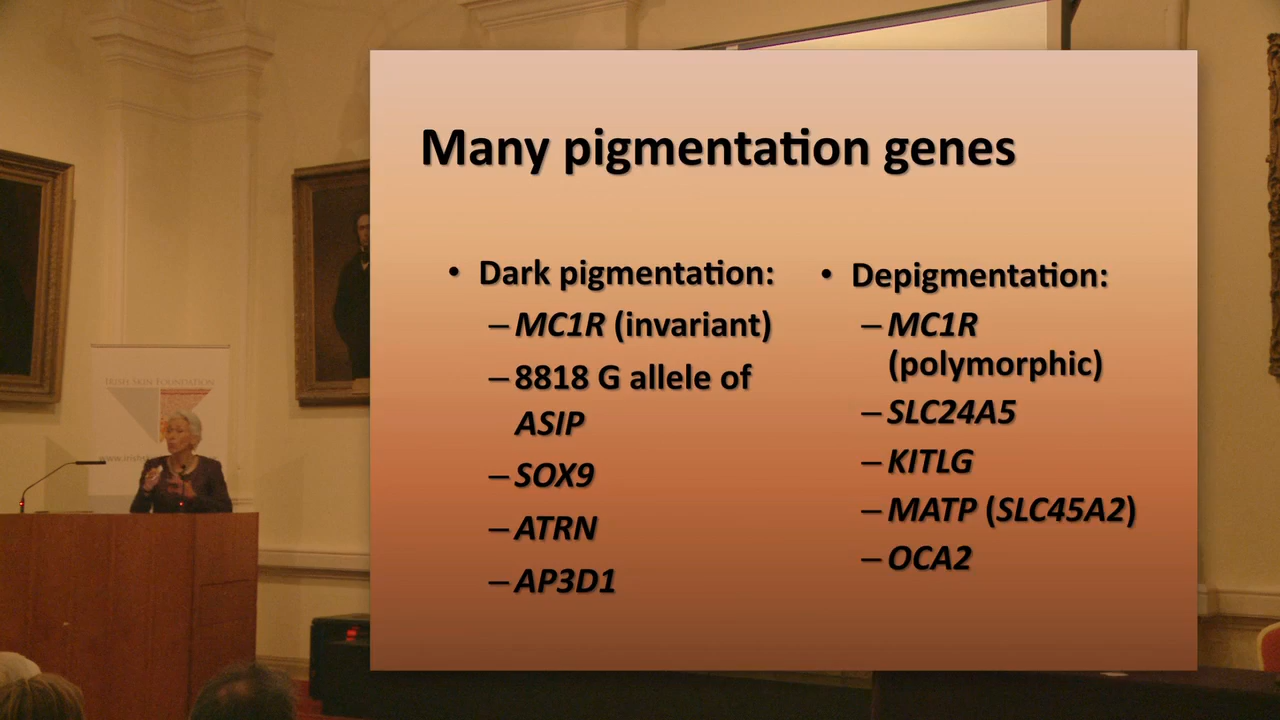 Many pigmentation genes
• Dark pigmentation:
– MC1R (invariant)
– 8818 G allele of
ASIP
– SOX9
– ATRN
– AP3D1
• Depigmentation:
– MC1R
(polymorphic)
– SLC24A5
– KITLG
– MATP (SLC45A2)
– OCA2
IRISH SKIN FOUNDATION